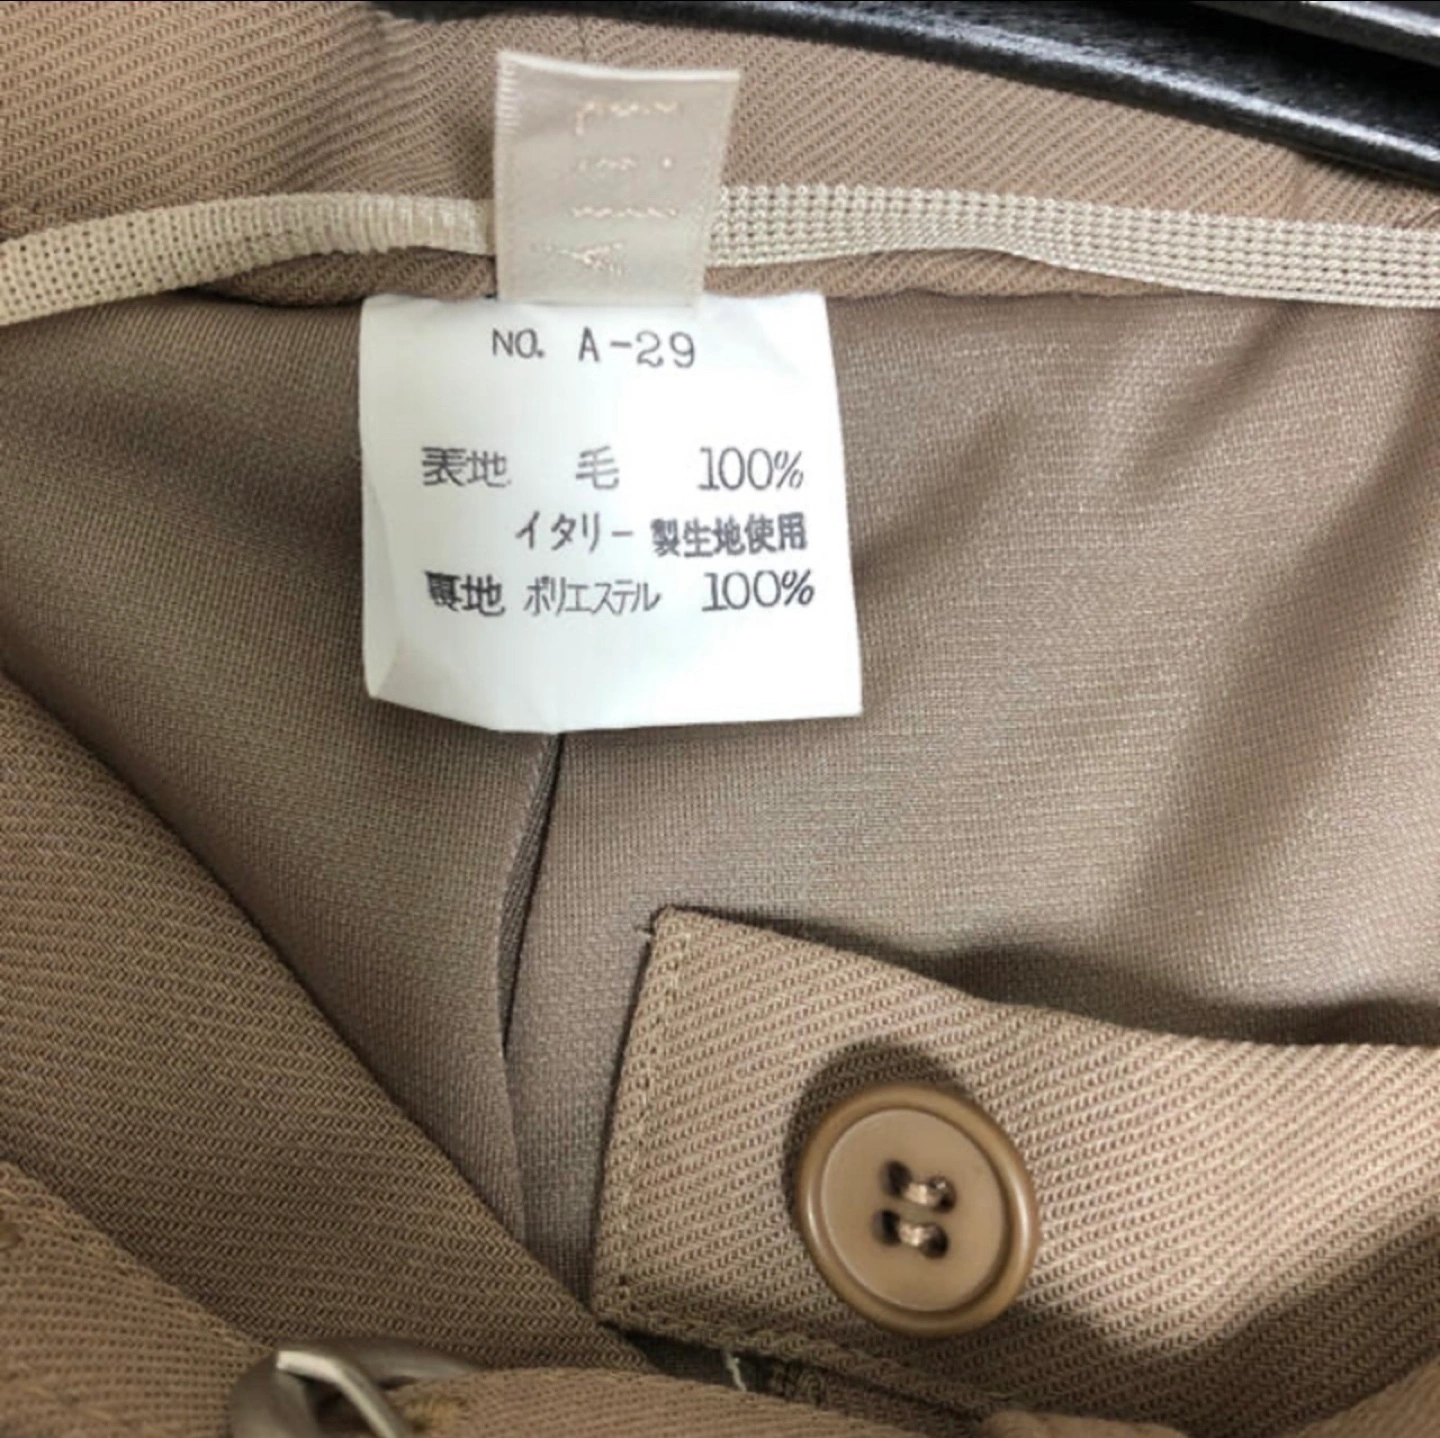 NO. A-29
表地 毛 100%
イタリー製生地使用
裏地 ポリエステル 100%